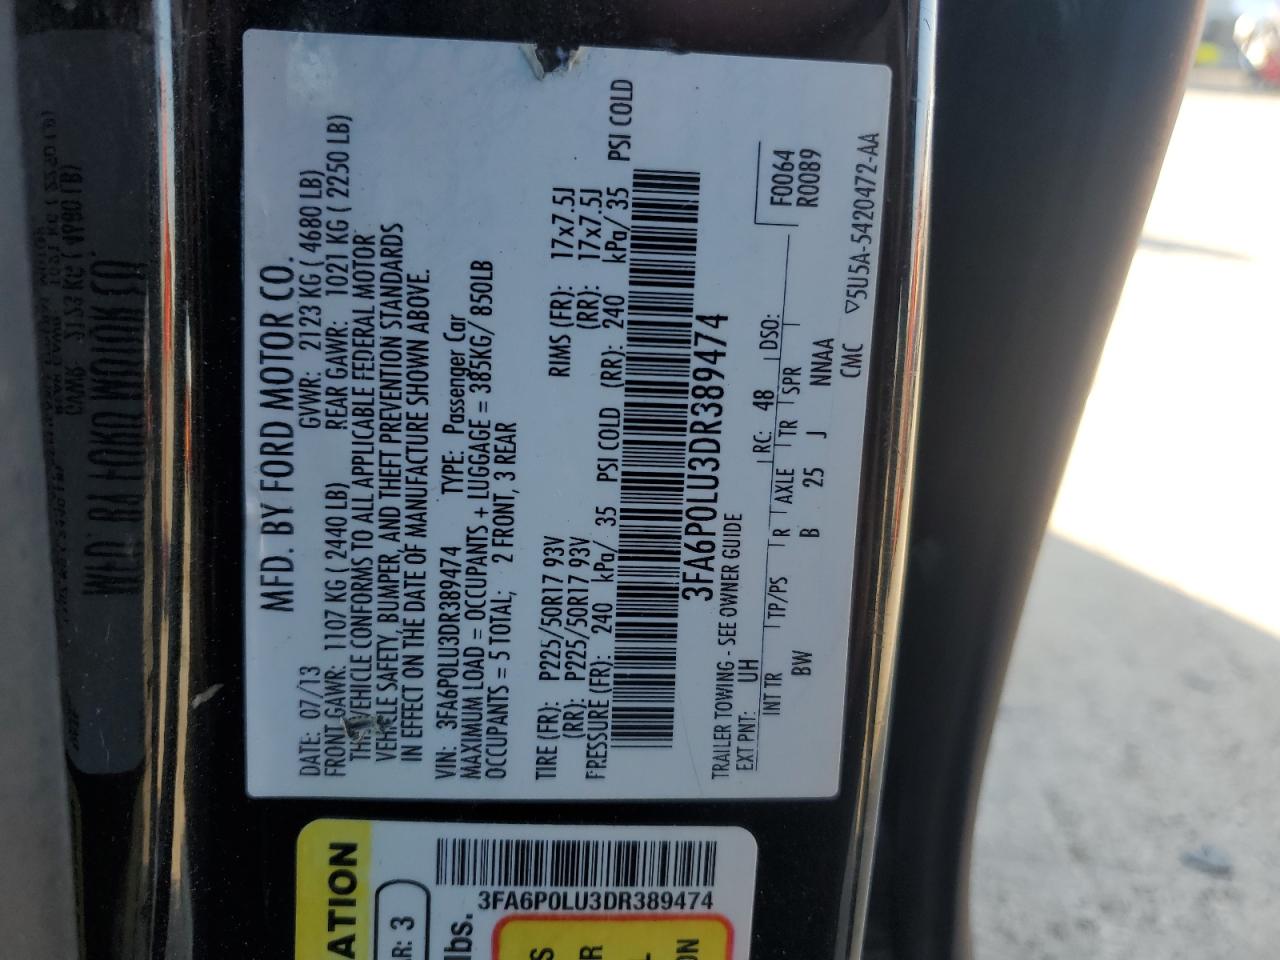 MFD. BY FORD MOTOR CO.
DATE: 07/13 GVWR: 2123 KG ( 4680 LB)
FRONT GAWR: 1107 KG ( 2440 LB) REAR GAWR: 1021 KG ( 2250 LB)
THIS VEHICLE CONFORMS TO ALL APPLICABLE FEDERAL MOTOR
VEHICLE SAFETY, BUMPER, AND THEFT PREVENTION STANDARDS
IN EFFECT ON THE DATE OF MANUFACTURE SHOWN ABOVE.
VIN: 3FA6P0LU3DR389474 TYPE: Passenger Car
MAXIMUM LOAD = OCCUPANTS + LUGGAGE = 385KG/ 850LB
OCCUPANTS = 5 TOTAL; 2 FRONT, 3 REAR
TIRE (FR): P225/50R17 93V RIMS (FR): 17x7.5J
(RR): P225/50R17 93V (RR): 17x7.5J
PRESSURE (FR): 240 kPa/ 35 PSI COLD (RR): 240 kPa/ 35 PSI COLD
3FA6P0LU3DR389474
TRAILER TOWING - SEE OWNER GUIDE
EXT PNT: UH RC: 48 DSO: F0064
R0089
INT TR TP/PS R AXLE TR SPR
BW B 25 J NNAA
CMC ▽5U5A-5420472-AA
ATION
R: 3
lbs.
3FA6P0LU3DR389474
S
R
L
ON